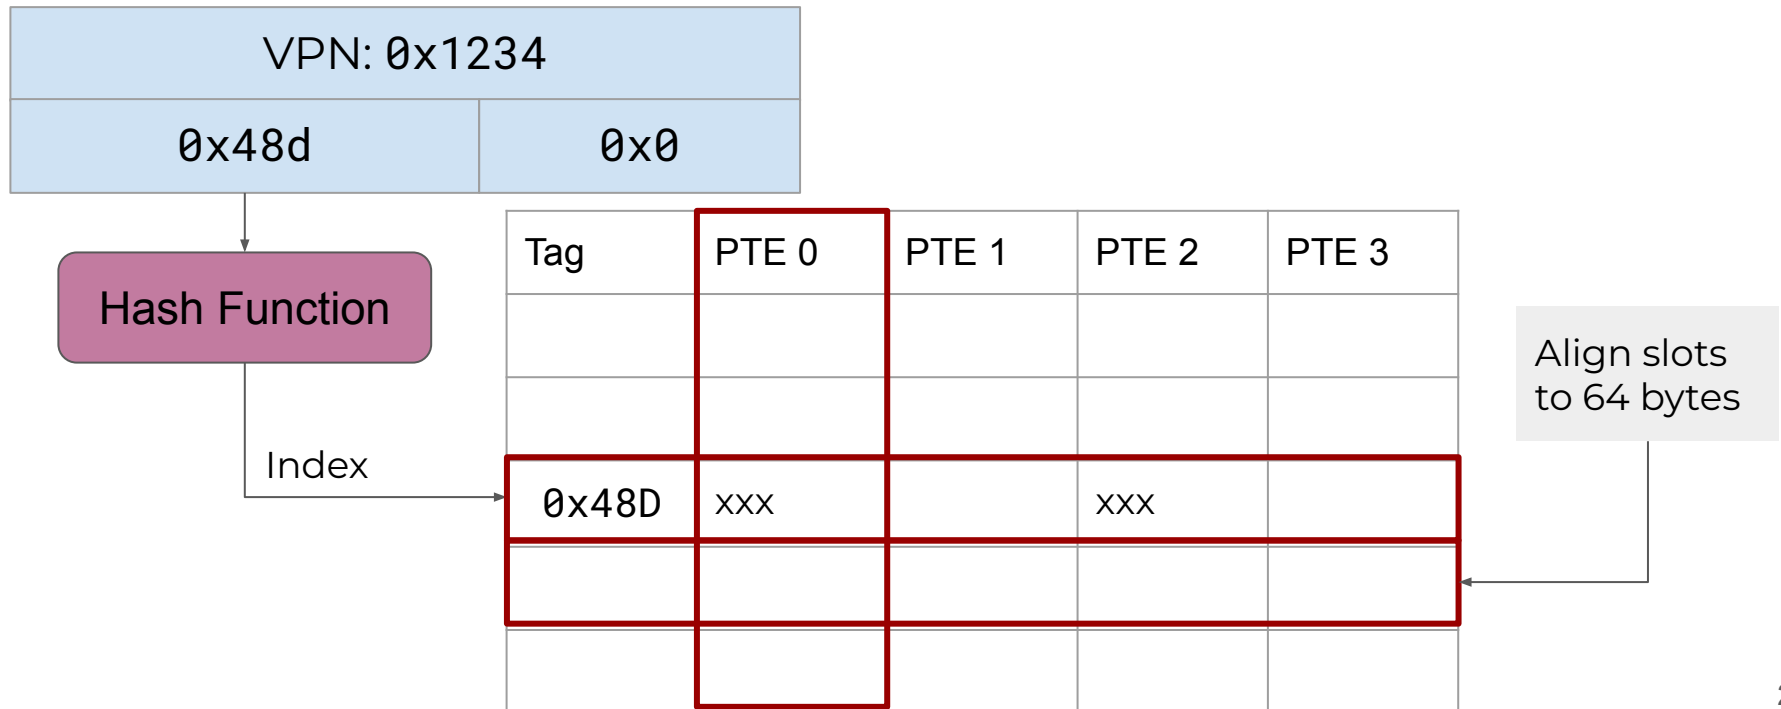 VPN: 0x1234
0x48d 0x0
Hash Function
Index
Tag PTE 0 PTE 1 PTE 2 PTE 3
0x48D xxx xxx
Align slots
to 64 bytes